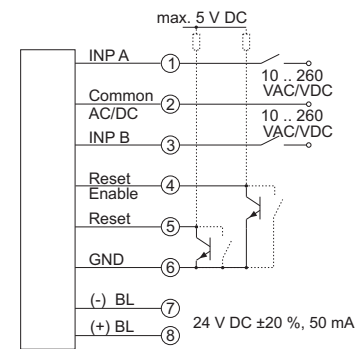 max. 5 V DC
INP A
1
10 .. 260
VAC/VDC
Common
AC/DC
2
10 .. 260
VAC/VDC
INP B
3
Reset
Enable
4
Reset
5
GND
6
(-) BL
7
(+) BL
8
24 V DC ±20 %, 50 mA